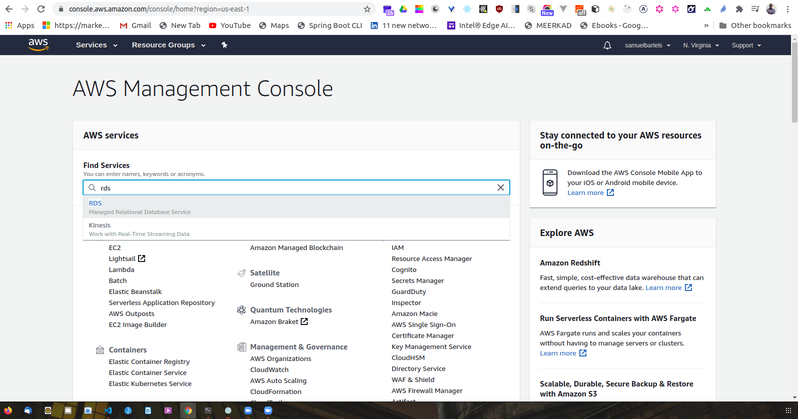 console.aws.amazon.com/console/home?region=us-east-1
Apps
https://marke...
Gmail
New Tab
YouTube
Maps
Spring Boot CLI
11 new netwo...
Intel® Edge AI...
MEERKAD
Ebooks - Goog...
»
Other bookmarks
aws
Services
Resource Groups
samuelbartels
N. Virginia
Support
AWS Management Console
AWS services
Find Services
You can enter names, keywords or acronyms.
rds
RDS
Managed Relational Database Service
Kinesis
Work with Real-Time Streaming Data
EC2
Lightsail
Lambda
Batch
Elastic Beanstalk
Serverless Application Repository
AWS Outposts
EC2 Image Builder
Containers
Elastic Container Registry
Elastic Container Service
Elastic Kubernetes Service
Amazon Managed Blockchain
Satellite
Ground Station
Quantum Technologies
Amazon Braket
Management & Governance
AWS Organizations
CloudWatch
AWS Auto Scaling
CloudFormation
IAM
Resource Access Manager
Cognito
Secrets Manager
GuardDuty
Inspector
Amazon Macie
AWS Single Sign-On
Certificate Manager
Key Management Service
CloudHSM
Directory Service
WAF & Shield
AWS Firewall Manager
Artifact
Stay connected to your AWS resources
on-the-go
Download the AWS Console Mobile App to
your iOS or Android mobile device.
Learn more
Explore AWS
Amazon Redshift
Fast, simple, cost-effective data warehouse that can
extend queries to your data lake. Learn more
Run Serverless Containers with AWS Fargate
AWS Fargate runs and scales your containers
without having to manage servers or clusters.
Learn more
Scalable, Durable, Secure Backup & Restore
with Amazon S3